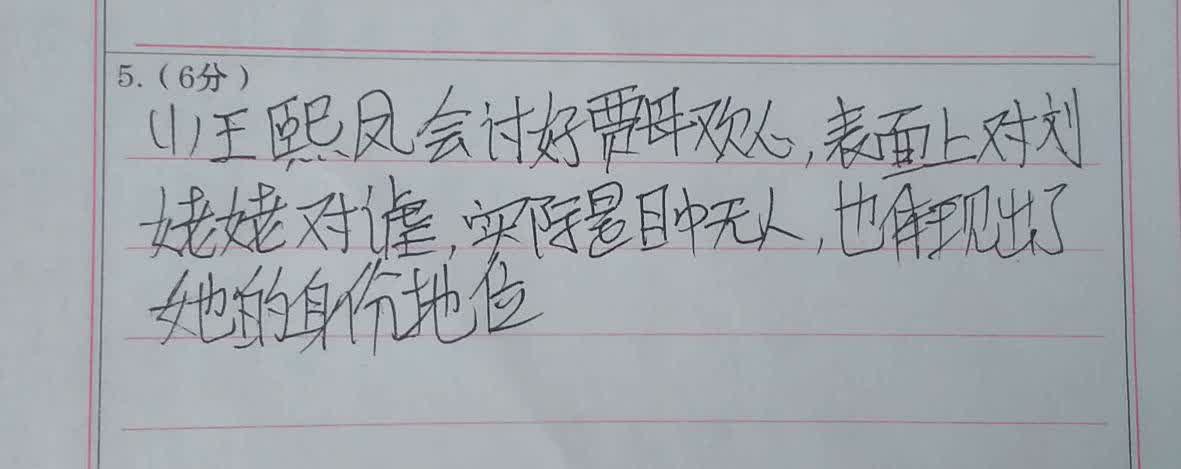 5.（6分）
(1)王熙凤会讨好贾母欢心,表面上对刘
姥姥对谑,实际是目中无人,也体现出了
她的身份地位